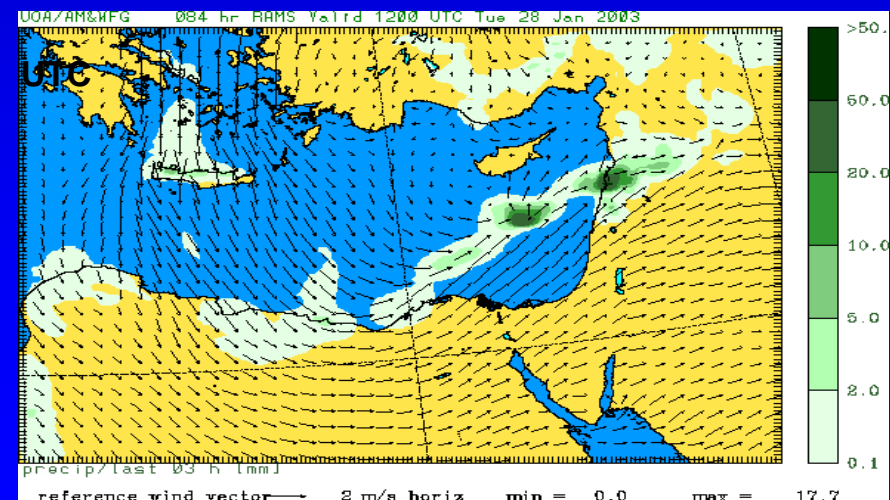 UOA/AM&WFG 084 hr RAMS Valid 1200 UTC Tue 28 Jan 2003
UTC
>50.
50.0
20.0
10.0
5.0
2.0
0.1
precip/last 03 h [mm]
reference wind vector 2 m/s horiz min = 0.0 max = 17.7